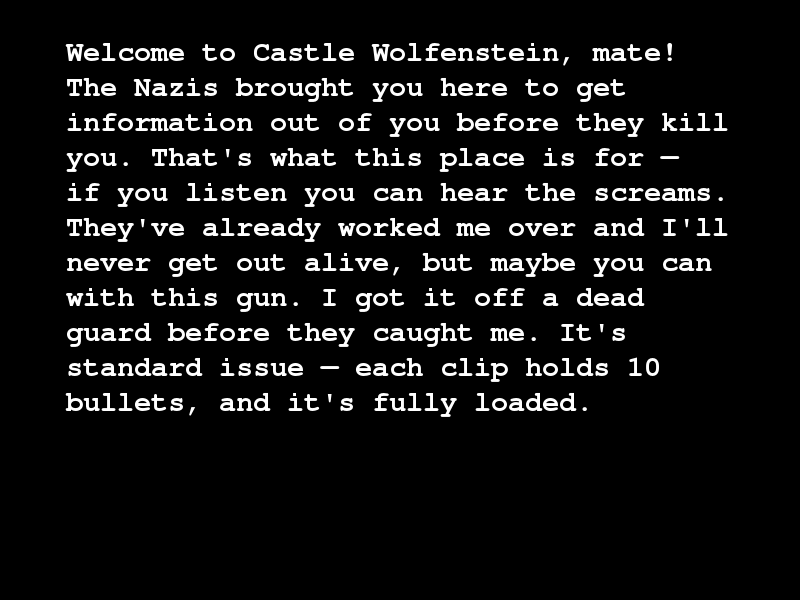 Welcome to Castle Wolfenstein, mate!
The Nazis brought you here to get
information out of you before they kill
you. That's what this place is for —
if you listen you can hear the screams.
They've already worked me over and I'll
never get out alive, but maybe you can
with this gun. I got it off a dead
guard before they caught me. It's
standard issue — each clip holds 10
bullets, and it's fully loaded.